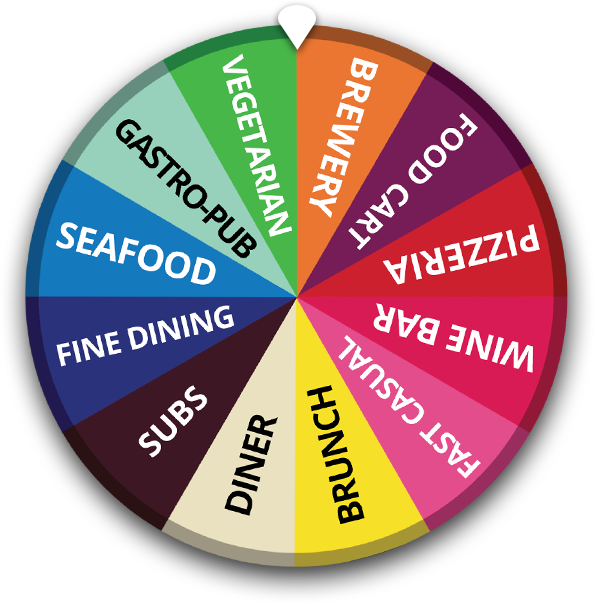 BREWERY
FOOD CART
PIZZERIA
WINE BAR
FAST CASUAL
BRUNCH
DINER
SUBS
FINE DINING
SEAFOOD
GASTRO-PUB
VEGETARIAN